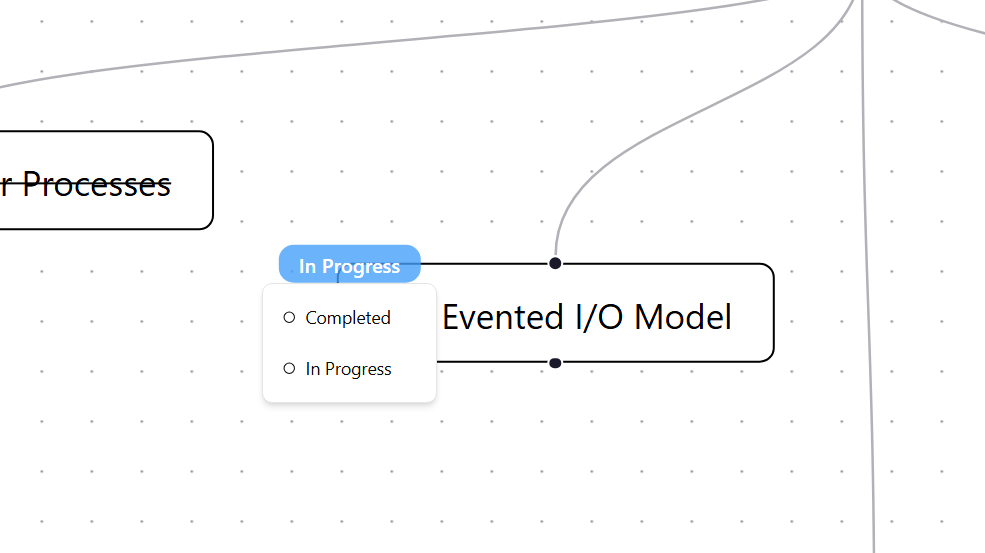 r Processes
In Progress
Completed
In Progress
Evented I/O Model